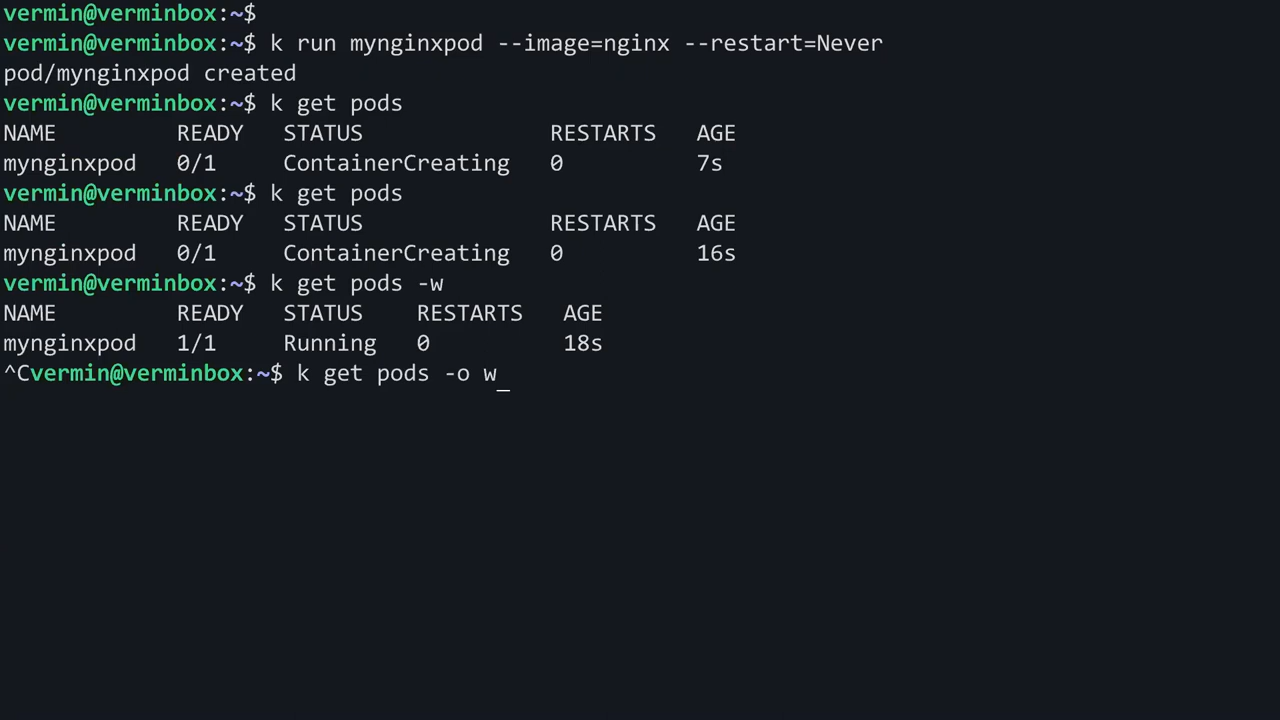 vermin@verminbox:~$
vermin@verminbox:~$ k run mynginxpod --image=nginx --restart=Never
pod/mynginxpod created
vermin@verminbox:~$ k get pods
NAME         READY   STATUS              RESTARTS   AGE
mynginxpod   0/1     ContainerCreating   0          7s
vermin@verminbox:~$ k get pods
NAME         READY   STATUS              RESTARTS   AGE
mynginxpod   0/1     ContainerCreating   0          16s
vermin@verminbox:~$ k get pods -w
NAME         READY   STATUS    RESTARTS   AGE
mynginxpod   1/1     Running   0          18s
^Cvermin@verminbox:~$ k get pods -o w_